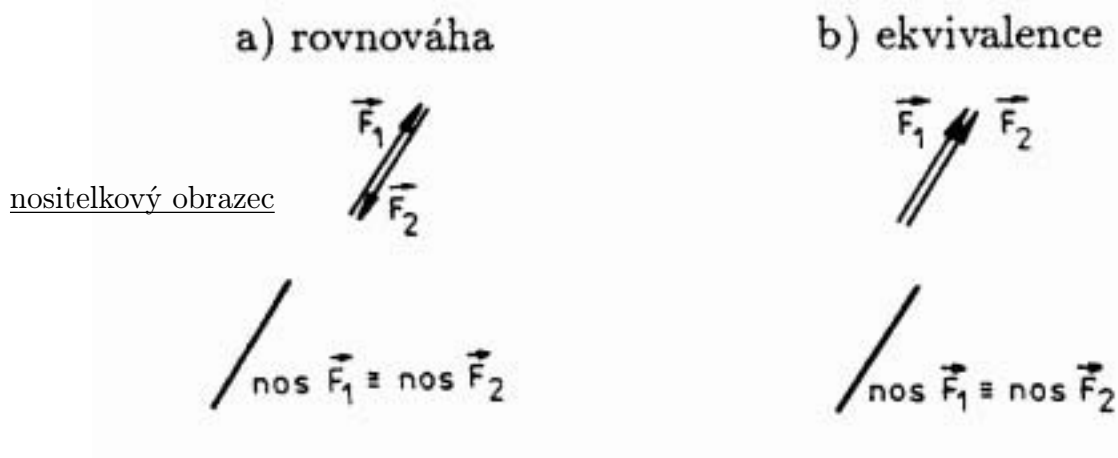 a) rovnováha
b) ekvivalence
F₁
F₂
F₁ F₂
nositelkový obrazec
nos F₁ ≡ nos F₂
nos F₁ ≡ nos F₂